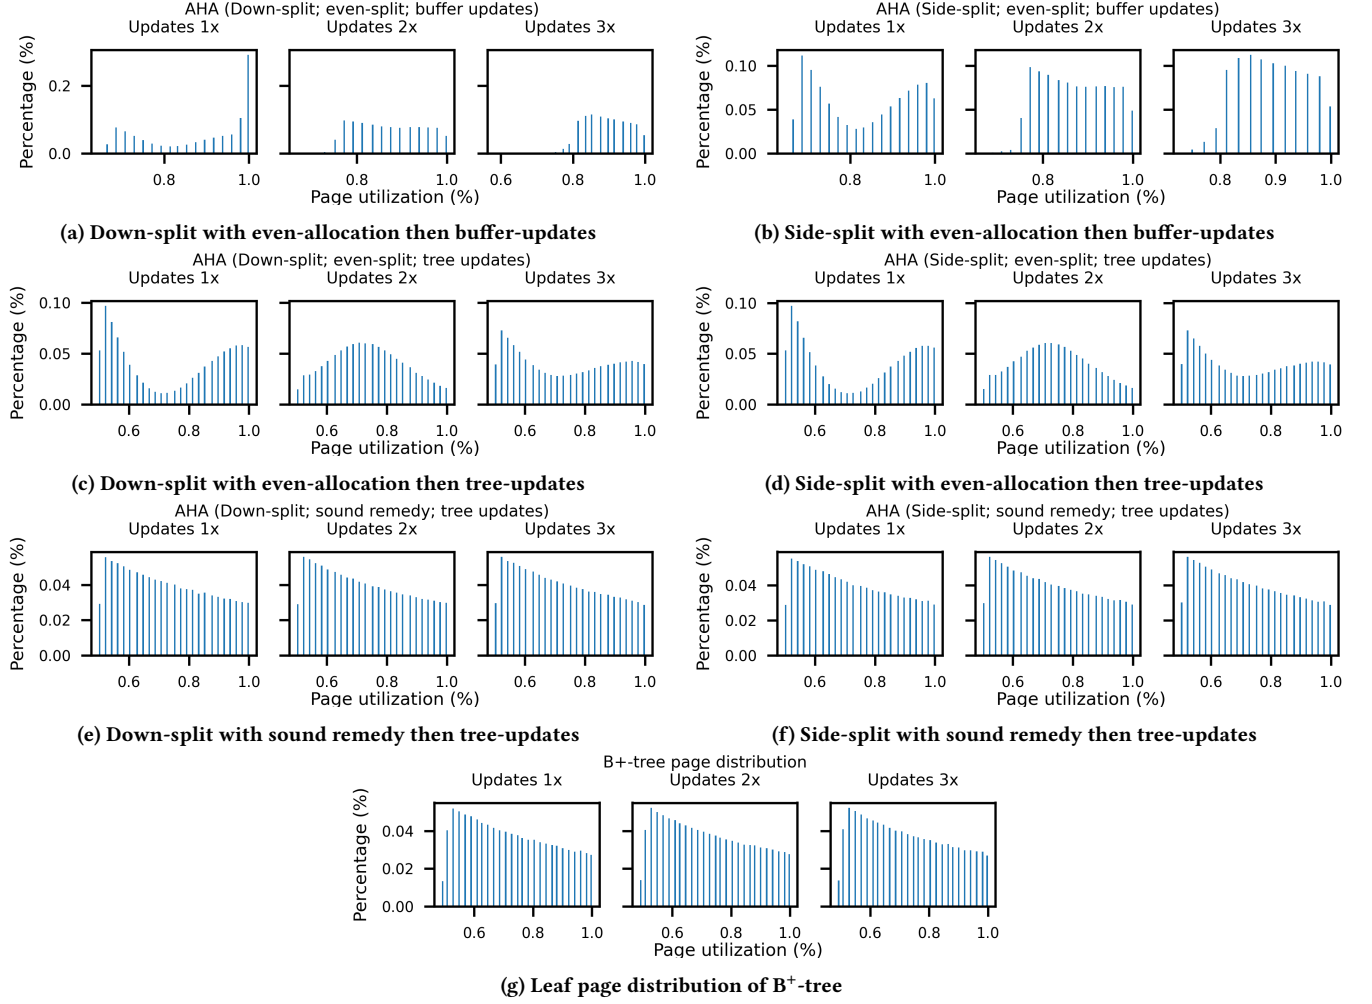 AHA (Down-split; even-split; buffer updates)
Updates 1x Updates 2x Updates 3x
Percentage (%)
0.2
0.0
0.8 1.0 0.8 1.0 0.6 0.8 1.0
Page utilization (%)
(a) Down-split with even-allocation then buffer-updates
AHA (Side-split; even-split; buffer updates)
Updates 1x Updates 2x Updates 3x
Percentage (%)
0.10
0.05
0.00
0.8 1.0 0.8 1.0 0.8 0.9 1.0
Page utilization (%)
(b) Side-split with even-allocation then buffer-updates
AHA (Down-split; even-split; tree updates)
Updates 1x Updates 2x Updates 3x
Percentage (%)
0.10
0.05
0.00
0.6 0.8 1.0 0.6 0.8 1.0 0.6 0.8 1.0
Page utilization (%)
(c) Down-split with even-allocation then tree-updates
AHA (Side-split; even-split; tree updates)
Updates 1x Updates 2x Updates 3x
Percentage (%)
0.10
0.05
0.00
0.6 0.8 1.0 0.6 0.8 1.0 0.6 0.8 1.0
Page utilization (%)
(d) Side-split with even-allocation then tree-updates
AHA (Down-split; sound remedy; tree updates)
Updates 1x Updates 2x Updates 3x
Percentage (%)
0.04
0.02
0.00
0.6 0.8 1.0 0.6 0.8 1.0 0.6 0.8 1.0
Page utilization (%)
(e) Down-split with sound remedy then tree-updates
AHA (Side-split; sound remedy; tree updates)
Updates 1x Updates 2x Updates 3x
Percentage (%)
0.04
0.02
0.00
0.6 0.8 1.0 0.6 0.8 1.0 0.6 0.8 1.0
Page utilization (%)
(f) Side-split with sound remedy then tree-updates
B+-tree page distribution
Updates 1x Updates 2x Updates 3x
Percentage (%)
0.04
0.02
0.00
0.6 0.8 1.0 0.6 0.8 1.0 0.6 0.8 1.0
Page utilization (%)
(g) Leaf page distribution of B⁺-tree